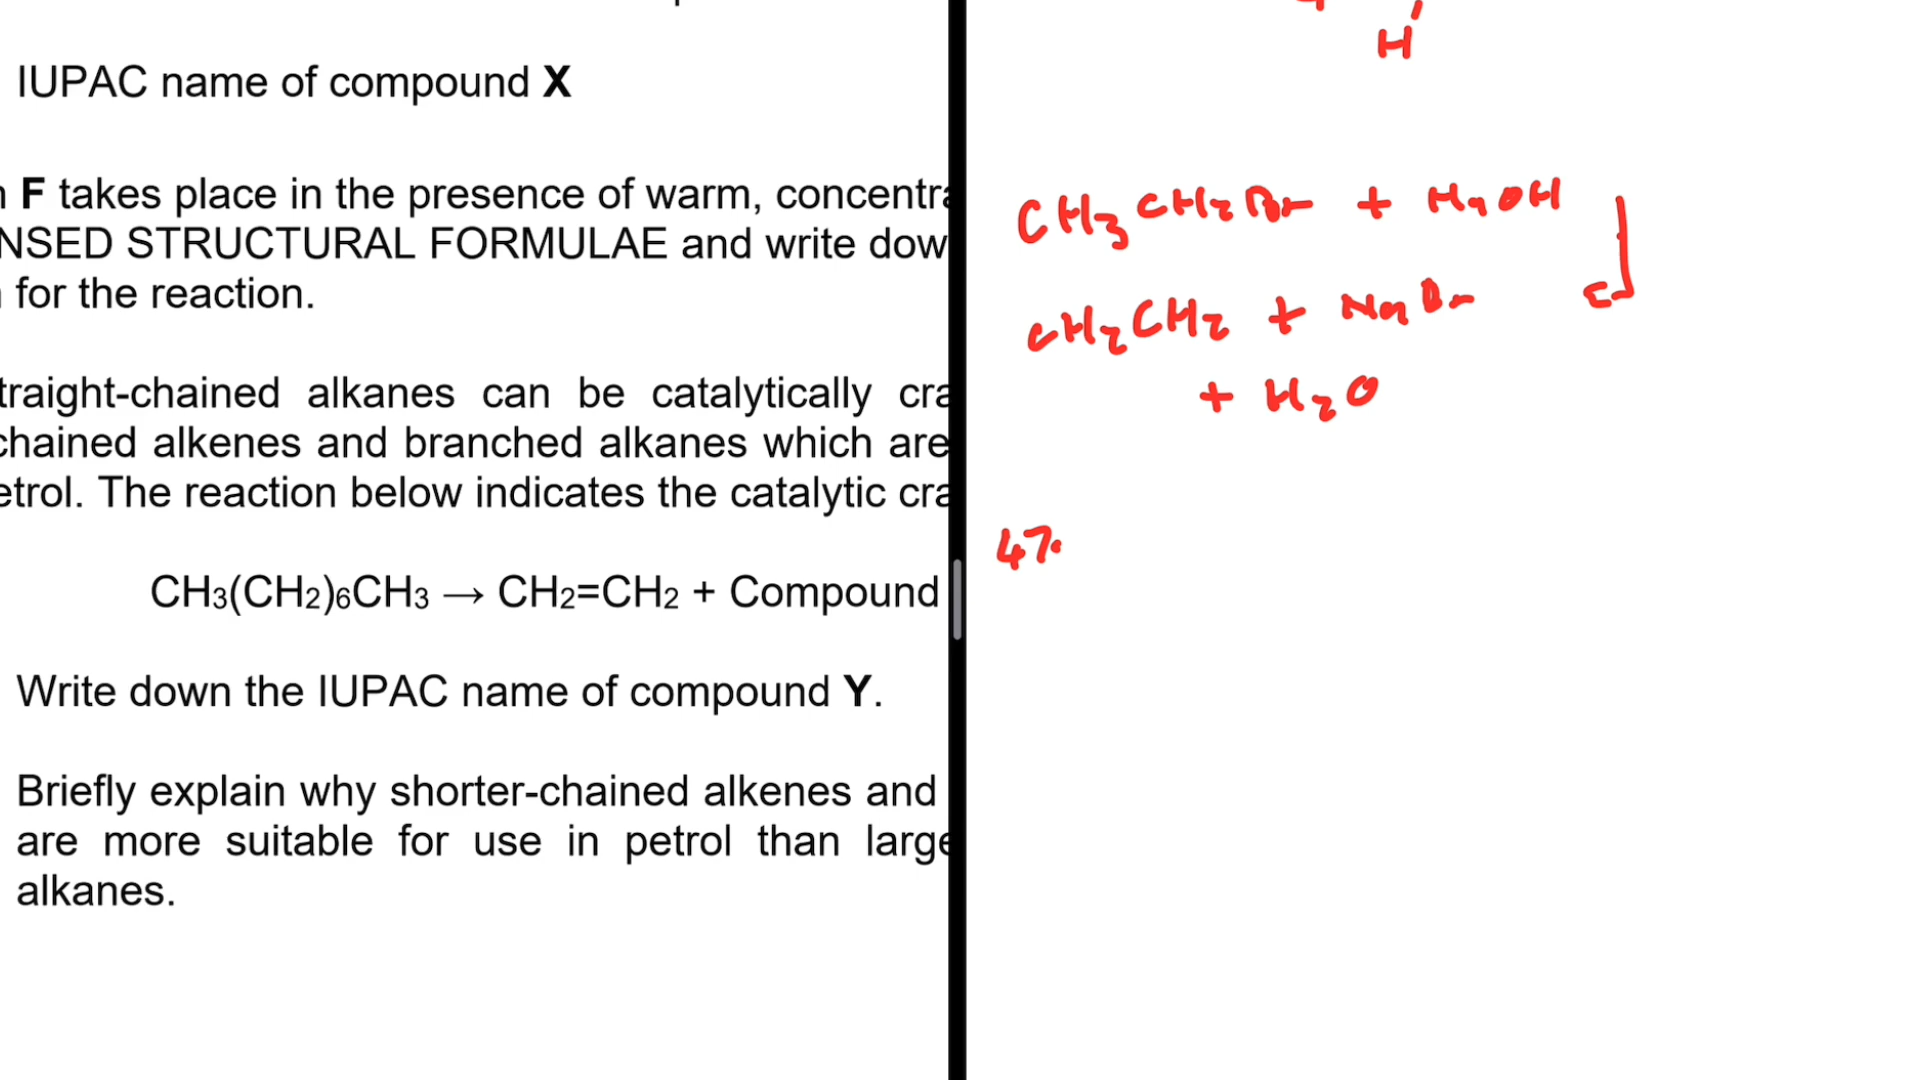 IUPAC name of compound X
F takes place in the presence of warm, concentra
NSED STRUCTURAL FORMULAE and write dow
for the reaction.
traight-chained alkanes can be catalytically cra
chained alkenes and branched alkanes which are
etrol. The reaction below indicates the catalytic cra
CH3(CH2)6CH3 → CH2=CH2 + Compound
Write down the IUPAC name of compound Y.
Briefly explain why shorter-chained alkenes and
are more suitable for use in petrol than large
alkanes.
H
CH3CH2Br + NaOH
CH2CH2 + NaBr
+ H2O
47.